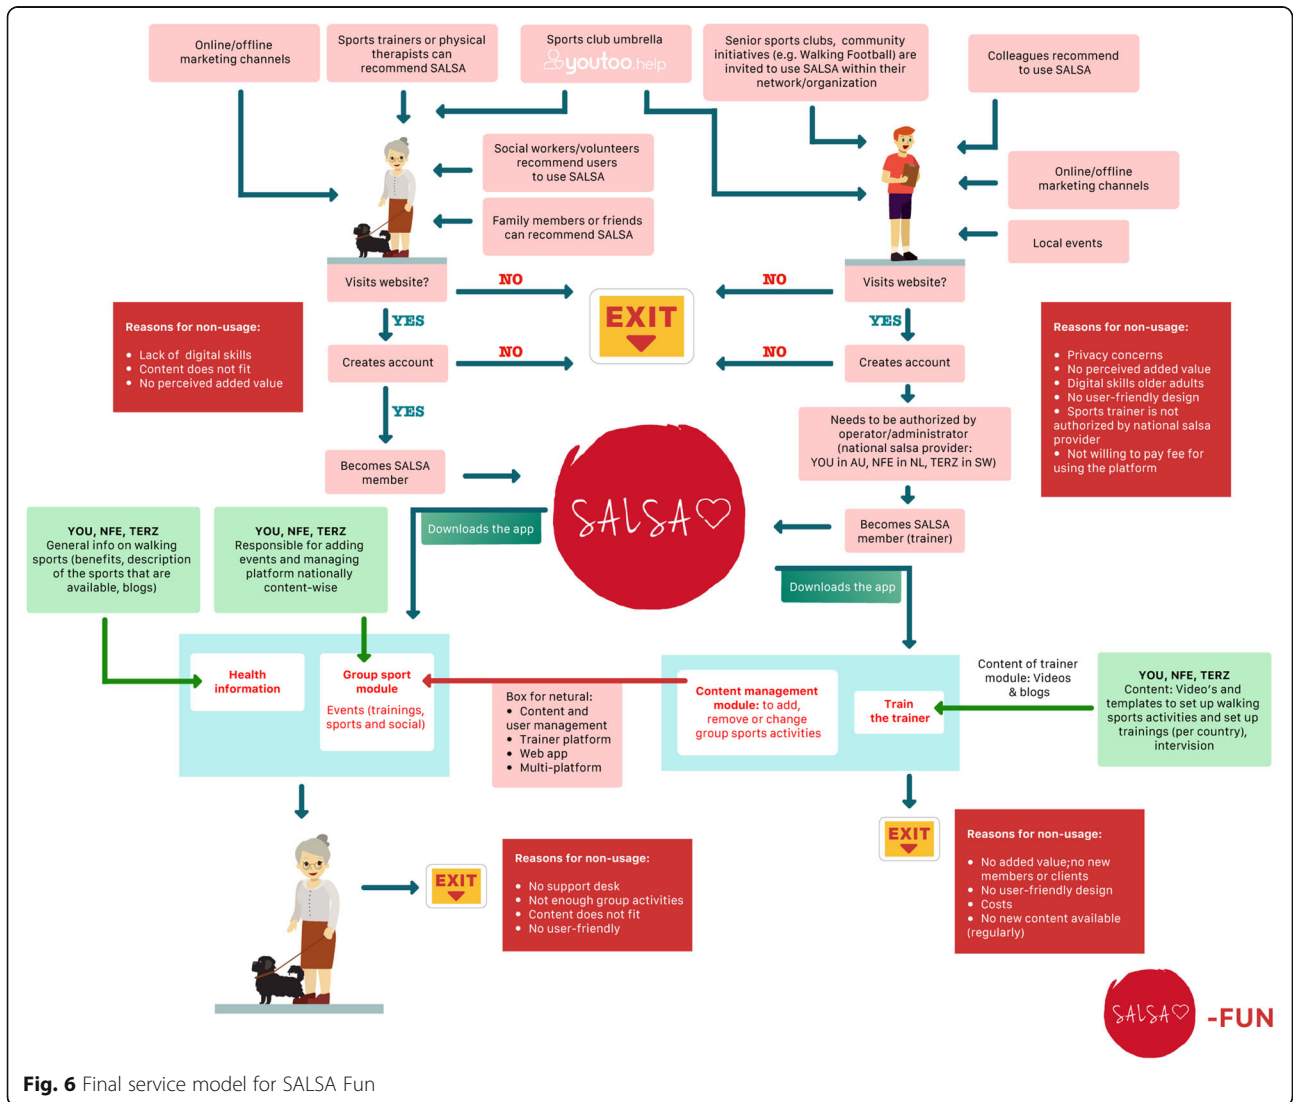 Online/offline
marketing channels
Sports trainers or physical
therapists can
recommend SALSA
Sports club umbrella
youtoo.help
Senior sports clubs, community
initiatives (e.g. Walking Football) are
invited to use SALSA within their
network/organization
Colleagues recommend
to use SALSA
Social workers/volunteers
recommend users
to use SALSA
Family members or friends
can recommend SALSA
Online/offline
marketing channels
Local events
Visits website?
NO
EXIT
NO
Visits website?
YES
YES
Creates account
NO
NO
Creates account
YES
Reasons for non-usage:
• Lack of digital skills
• Content does not fit
• No perceived added value
Reasons for non-usage:
• Privacy concerns
• No perceived added value
• Digital skills older adults
• No user-friendly design
• Sports trainer is not
authorized by national salsa
provider
• Not willing to pay fee for
using the platform
Needs to be authorized by
operator/administrator
(national salsa provider:
YOU in AU, NFE in NL, TERZ in SW)
Becomes SALSA
member
SALSA
Becomes SALSA
member (trainer)
Downloads the app
Downloads the app
YOU, NFE, TERZ
General info on walking
sports (benefits, description
of the sports that are
available, blogs)
YOU, NFE, TERZ
Responsible for adding
events and managing
platform nationally
content-wise
Health
information
Group sport
module
Events (trainings,
sports and social)
Box for netural:
• Content and
user management
• Trainer platform
• Web app
• Multi-platform
Content management
module: to add,
remove or change
group sports activities
Train
the trainer
Content of trainer
module: Videos
& blogs
YOU, NFE, TERZ
Content: Video's and
templates to set up walking
sports activities and set up
trainings (per country),
intervision
EXIT
Reasons for non-usage:
• No support desk
• Not enough group activities
• Content does not fit
• No user-friendly
EXIT
Reasons for non-usage:
• No added value;no new
members or clients
• No user-friendly design
• Costs
• No new content available
(regularly)
SALSA
-FUN
Fig. 6 Final service model for SALSA Fun